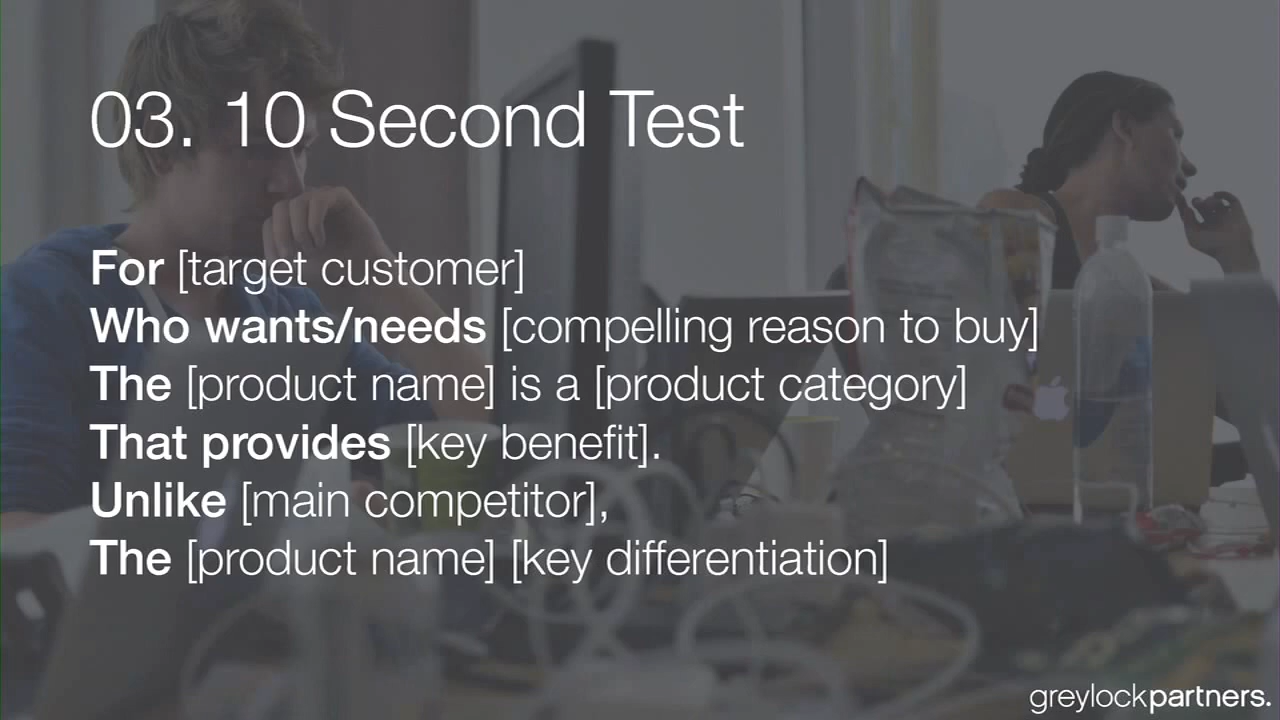 03. 10 Second Test
For [target customer]
Who wants/needs [compelling reason to buy]
The [product name] is a [product category]
That provides [key benefit].
Unlike [main competitor],
The [product name] [key differentiation]
greylockpartners.